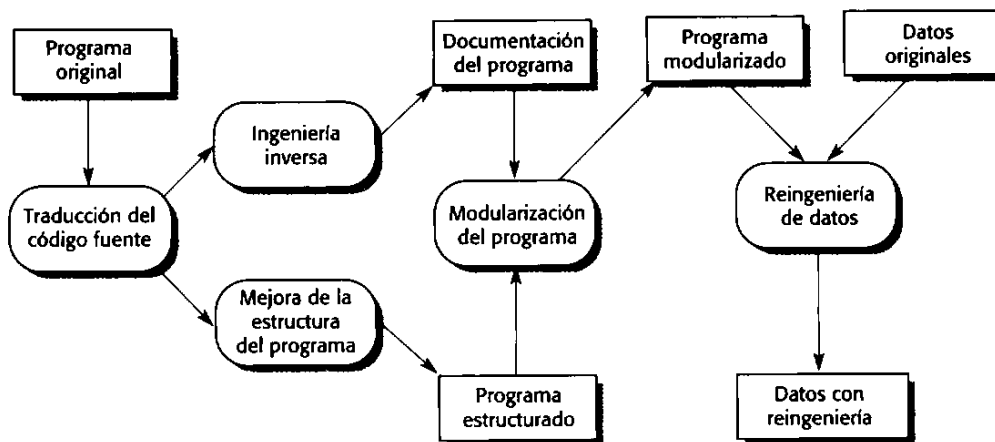 Programa
original
Documentación
del programa
Programa
modularizado
Datos
originales
Ingeniería
inversa
Traducción del
código fuente
Modularización
del programa
Reingeniería
de datos
Mejora de la
estructura
del programa
Programa
estructurado
Datos con
reingeniería